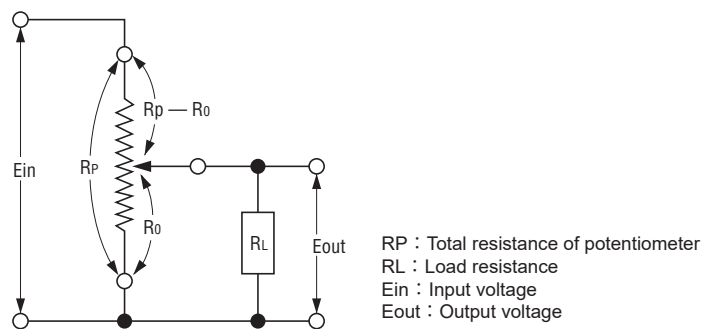 Rp — R0
Ein
RP
R0
RL
Eout
RP：Total resistance of potentiometer
RL：Load resistance
Ein：Input voltage
Eout：Output voltage